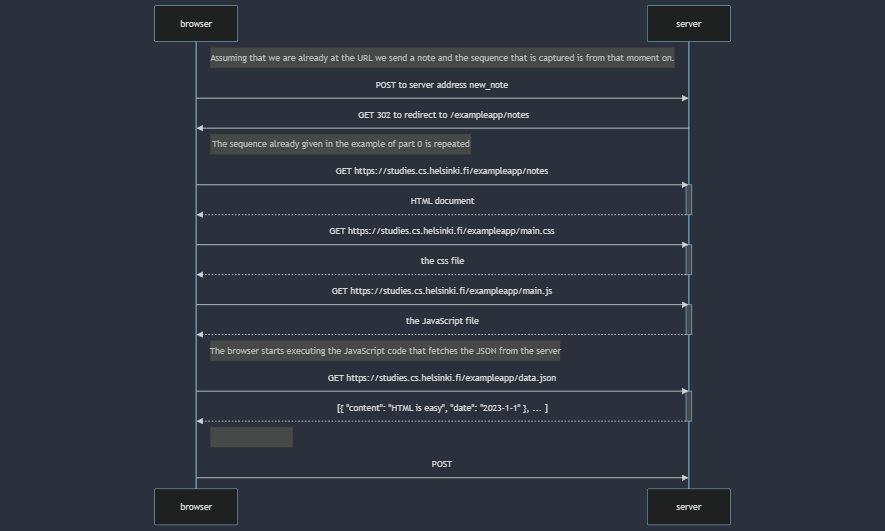 browser
server
Assuming that we are already at the URL we send a note and the sequence that is captured is from that moment on.
POST to server address new_note
GET 302 to redirect to /exampleapp/notes
The sequence already given in the example of part 0 is repeated
GET https://studies.cs.helsinki.fi/exampleapp/notes
HTML document
GET https://studies.cs.helsinki.fi/exampleapp/main.css
the css file
GET https://studies.cs.helsinki.fi/exampleapp/main.js
the JavaScript file
The browser starts executing the JavaScript code that fetches the JSON from the server
GET https://studies.cs.helsinki.fi/exampleapp/data.json
[{ "content": "HTML is easy", "date": "2023-1-1" }, ... ]
POST
browser
server